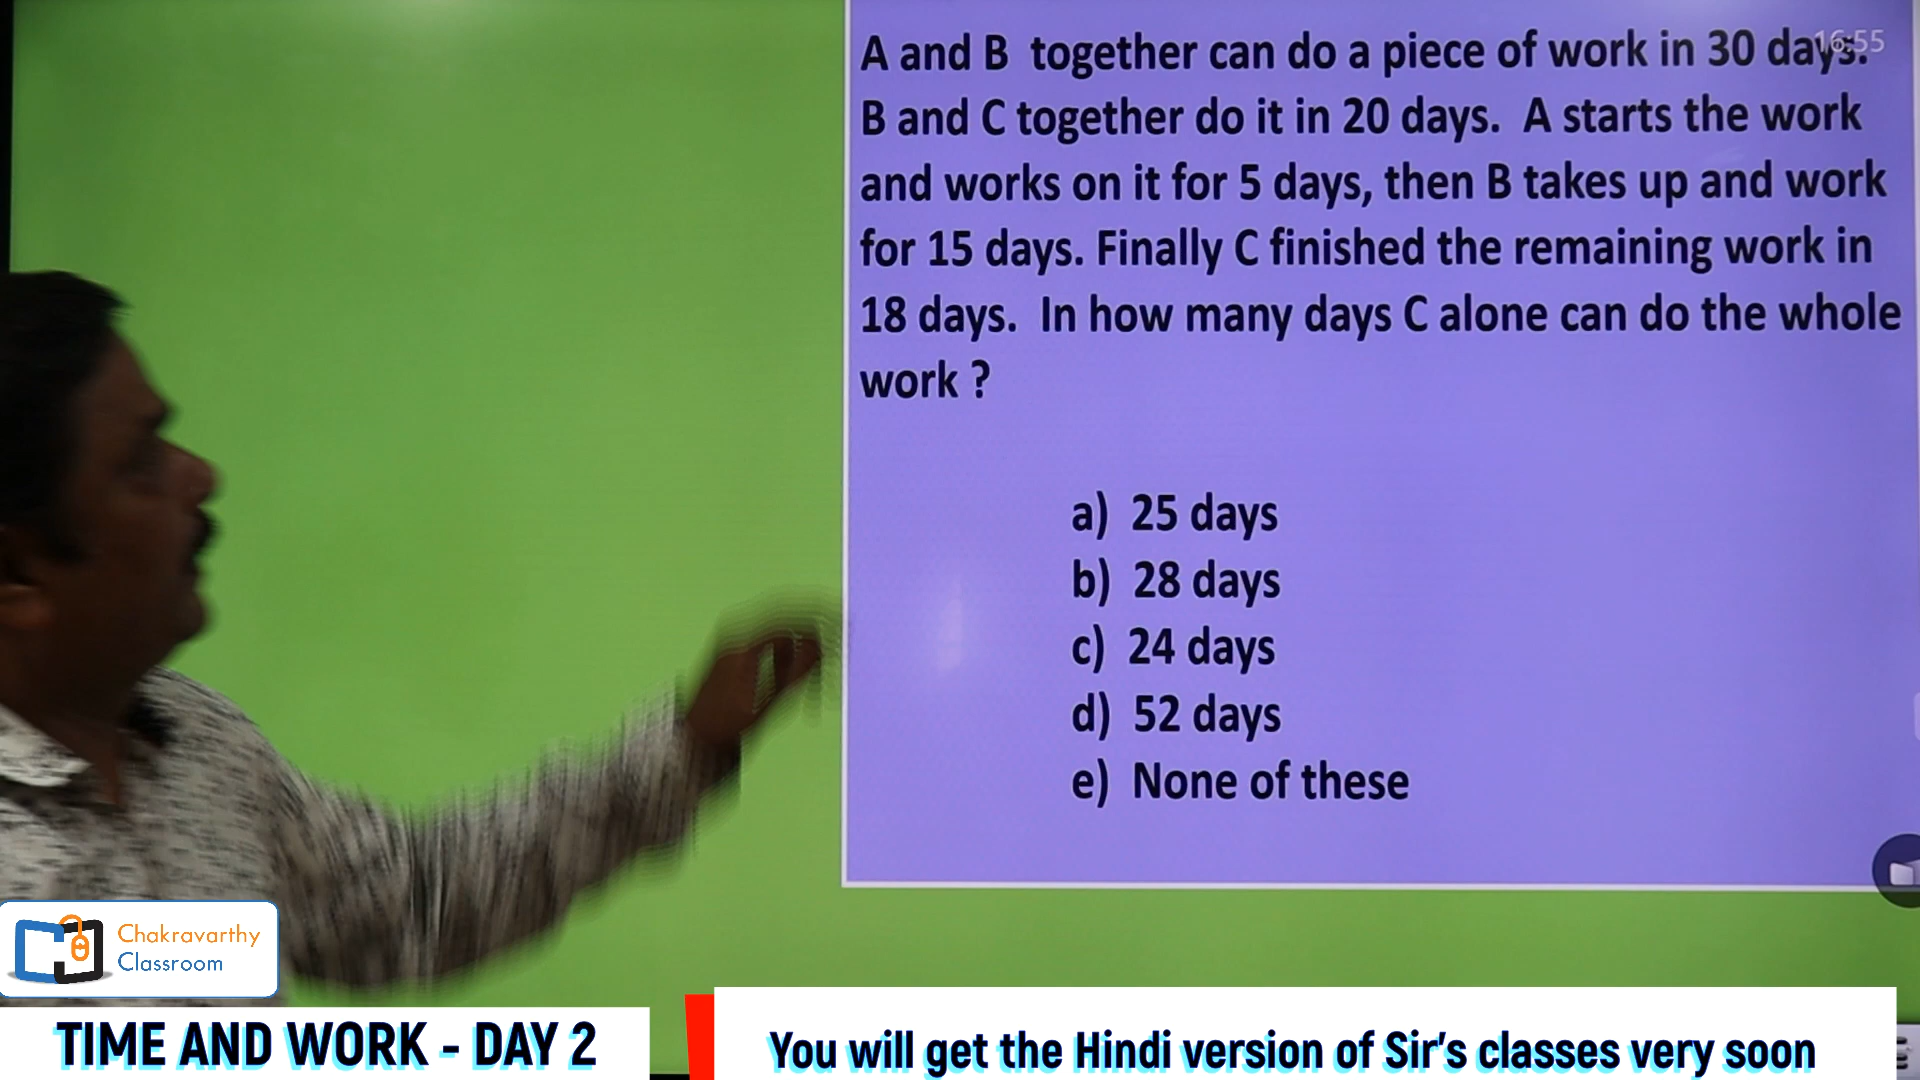 A and B together can do a piece of work in 30 days.
16:55
B and C together do it in 20 days. A starts the work
and works on it for 5 days, then B takes up and work
for 15 days. Finally C finished the remaining work in
18 days. In how many days C alone can do the whole
work ?
a) 25 days
b) 28 days
c) 24 days
d) 52 days
e) None of these
Chakravarthy
Classroom
TIME AND WORK - DAY 2
You will get the Hindi version of Sir's classes very soon